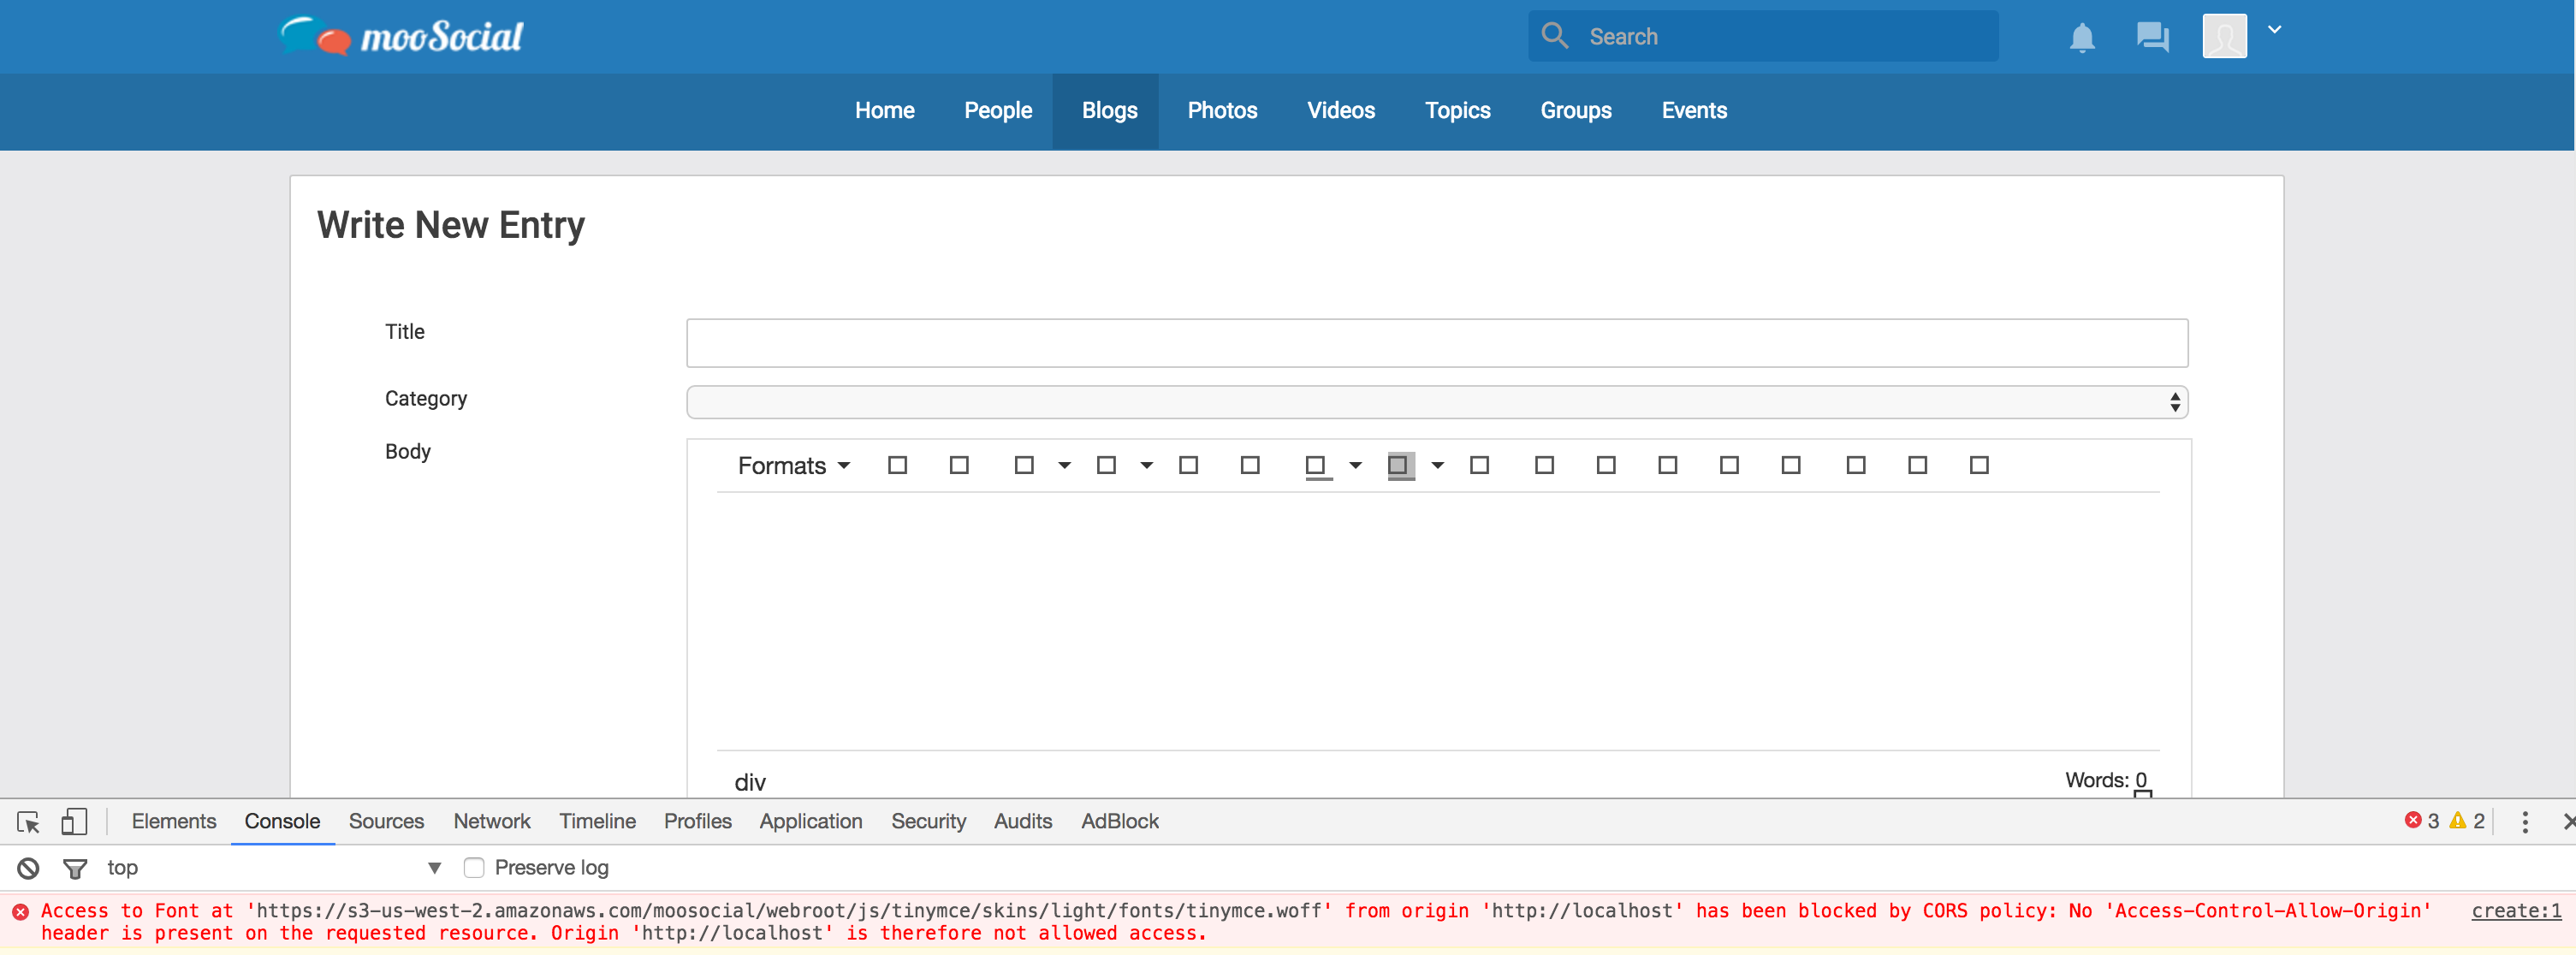 mooSocial
Search
Home People Blogs Photos Videos Topics Groups Events
Write New Entry
Title
Category
Body
Formats
div
Words: 0
Elements Console Sources Network Timeline Profiles Application Security Audits AdBlock
3 2
top
Preserve log
Access to Font at 'https://s3-us-west-2.amazonaws.com/moosocial/webroot/js/tinymce/skins/light/fonts/tinymce.woff' from origin 'http://localhost' has been blocked by CORS policy: No 'Access-Control-Allow-Origin' create:1
header is present on the requested resource. Origin 'http://localhost' is therefore not allowed access.